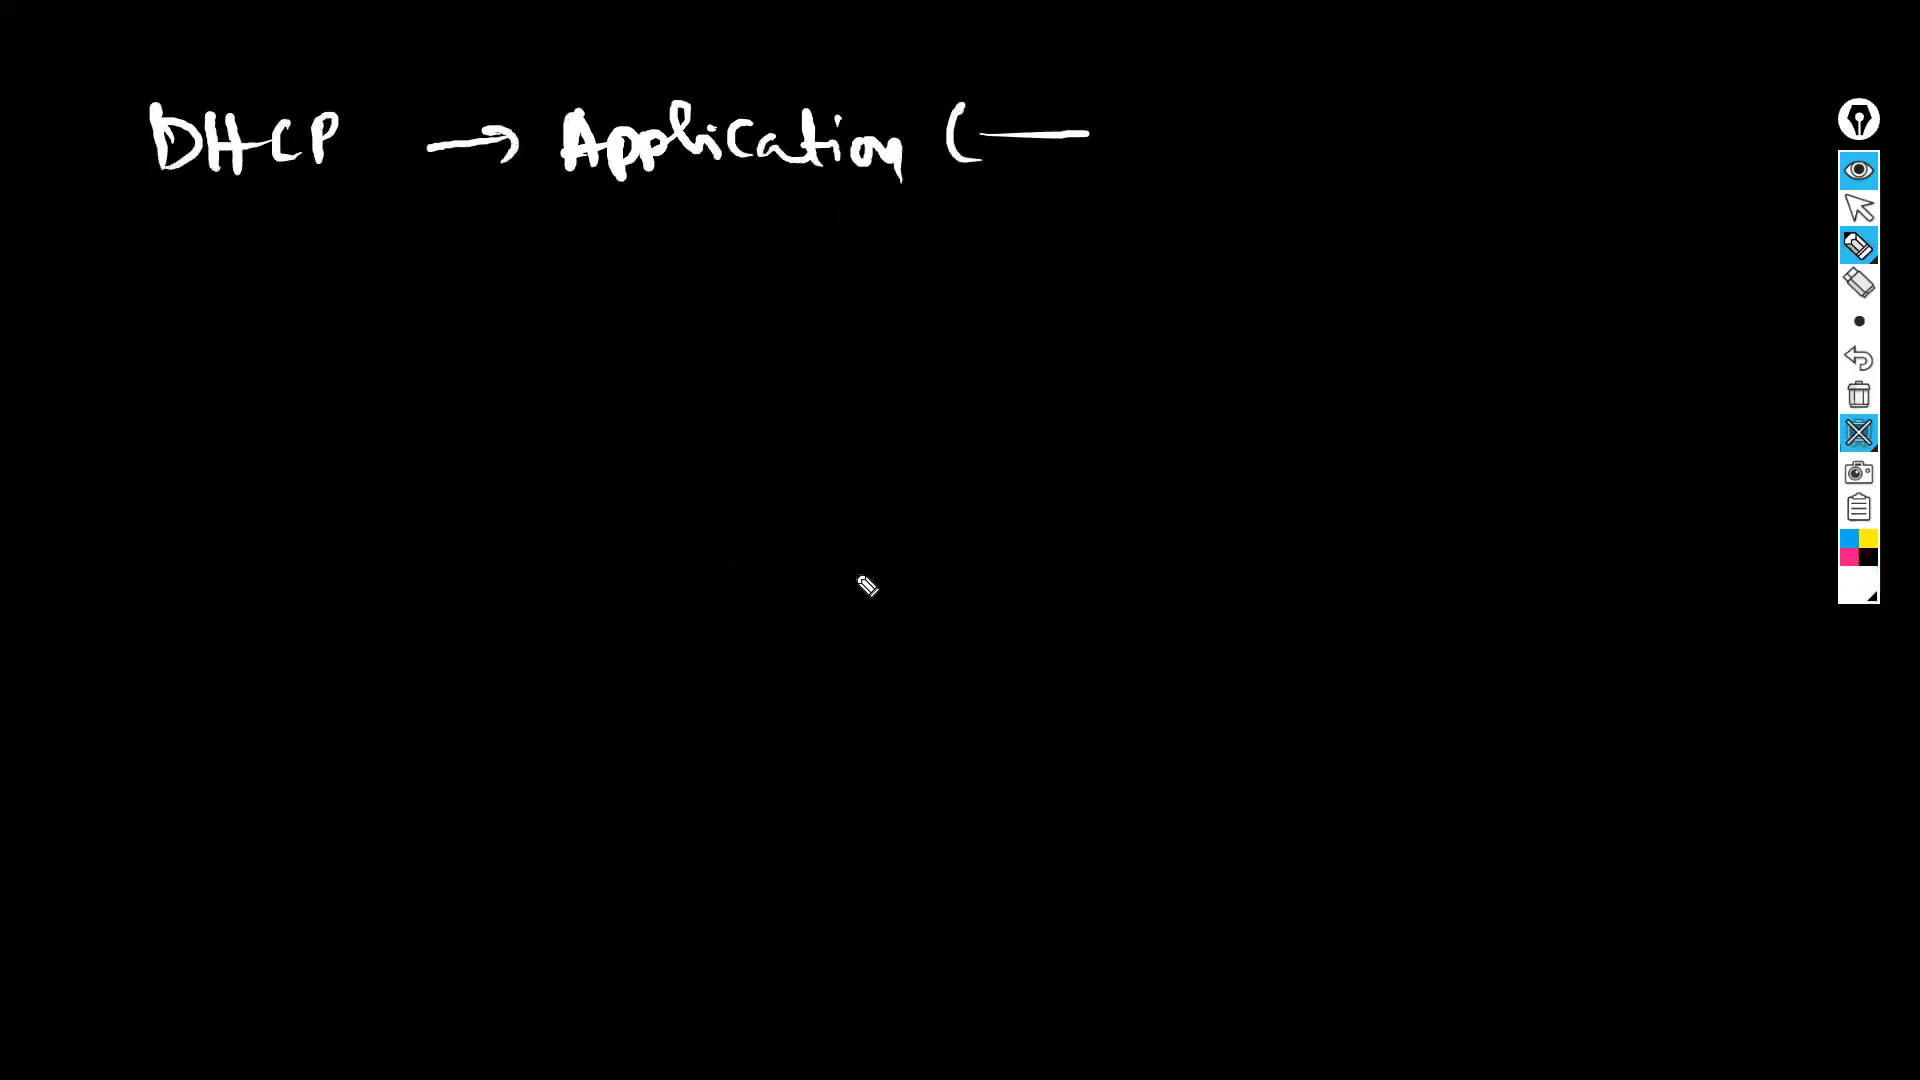 DHCP → Application (—